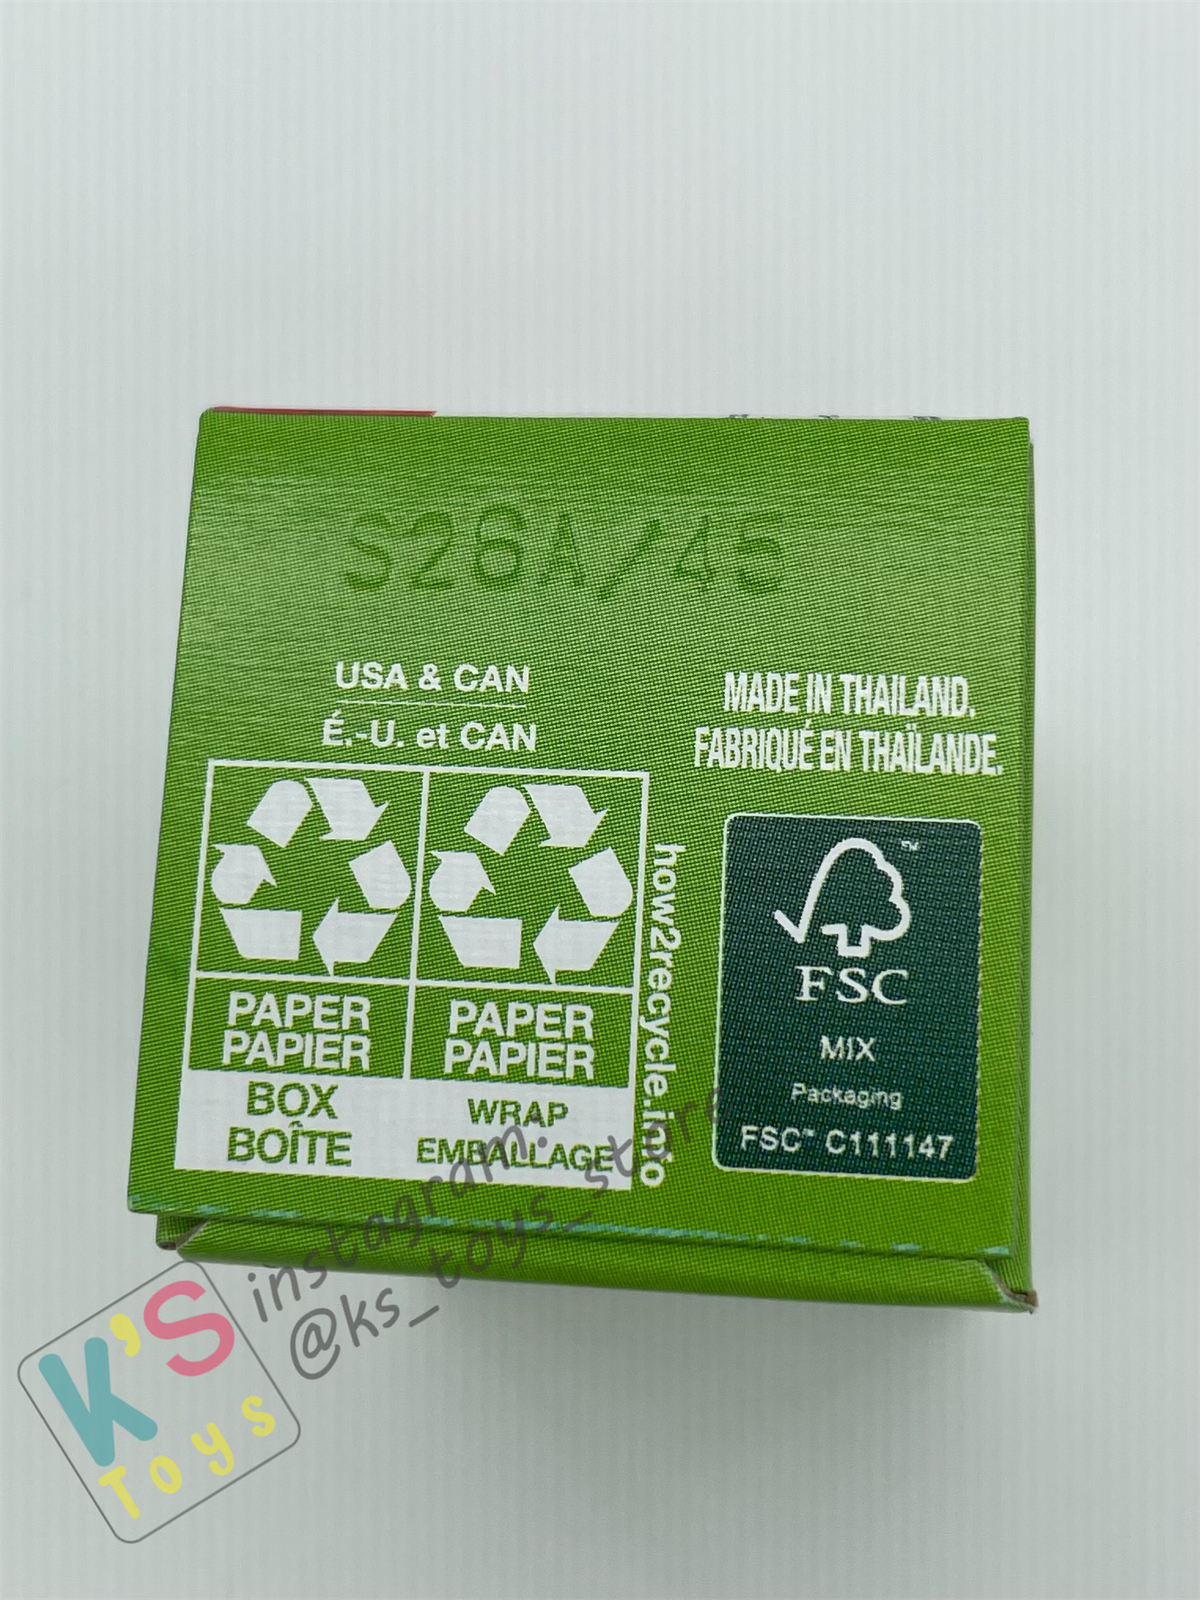 S26A/45
USA & CAN
É.-U. et CAN
MADE IN THAILAND.
FABRIQUÉ EN THAÏLANDE.
PAPER
PAPIER
BOX
BOÎTE
PAPER
PAPIER
WRAP
EMBALLAGE
how2recycle.info
FSC
MIX
Packaging
FSC™ C111147
instagram:
@ks_toys_store
K'S
Toys